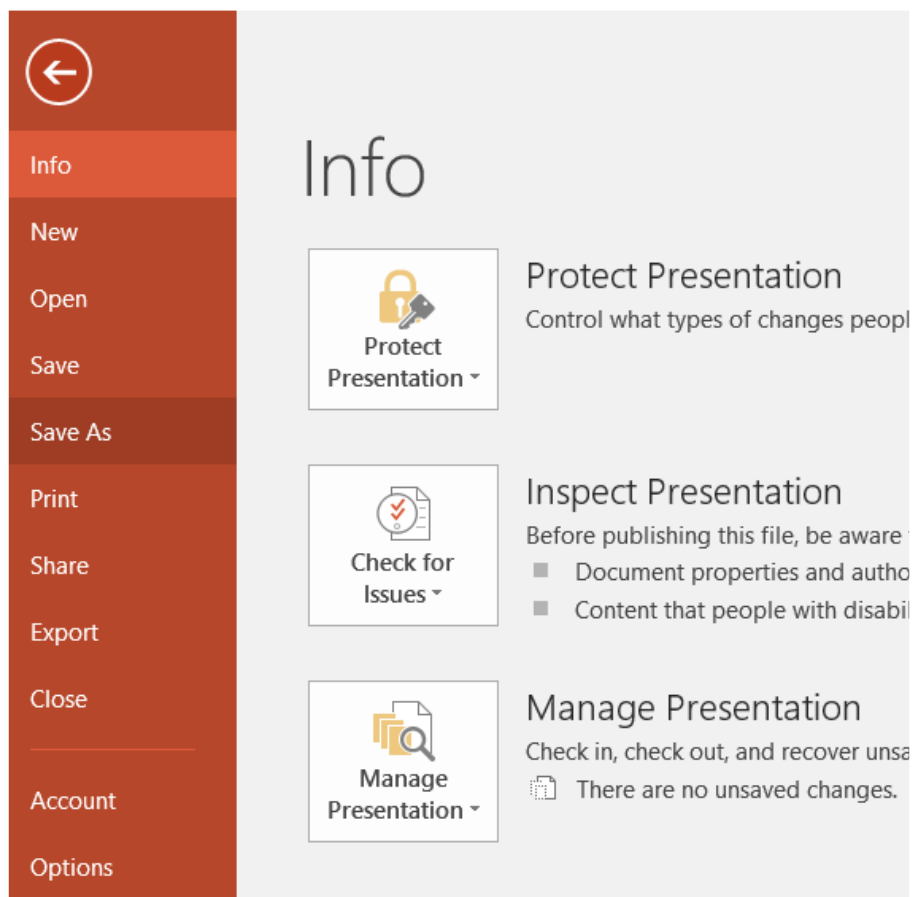 Info
New
Open
Save
Save As
Print
Share
Export
Close
Account
Options
Info
Protect
Presentation
Protect Presentation
Control what types of changes
Check for
Issues
Inspect Presentation
Before publishing this file, be aware
Document properties and
Content that people with
Manage
Presentation
Manage Presentation
Check in, check out, and recover
There are no unsaved changes.